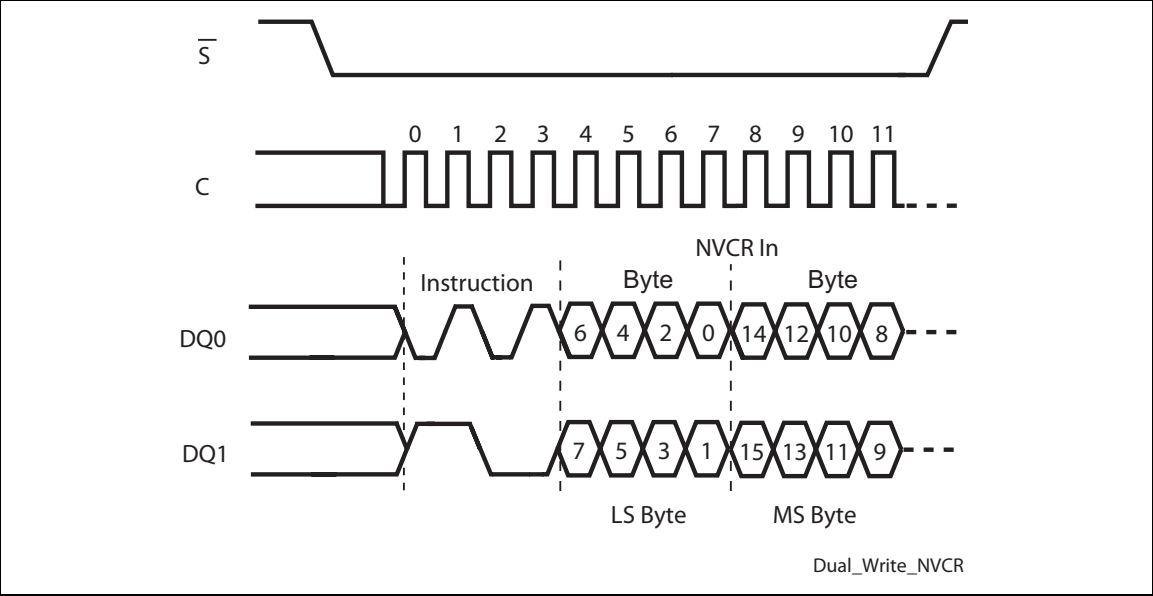 S
0 1 2 3 4 5 6 7 8 9 10 11
C
NVCR In
Instruction Byte Byte
DQ0 6 4 2 0 14 12 10 8
DQ1 7 5 3 1 15 13 11 9
LS Byte MS Byte
Dual_Write_NVCR